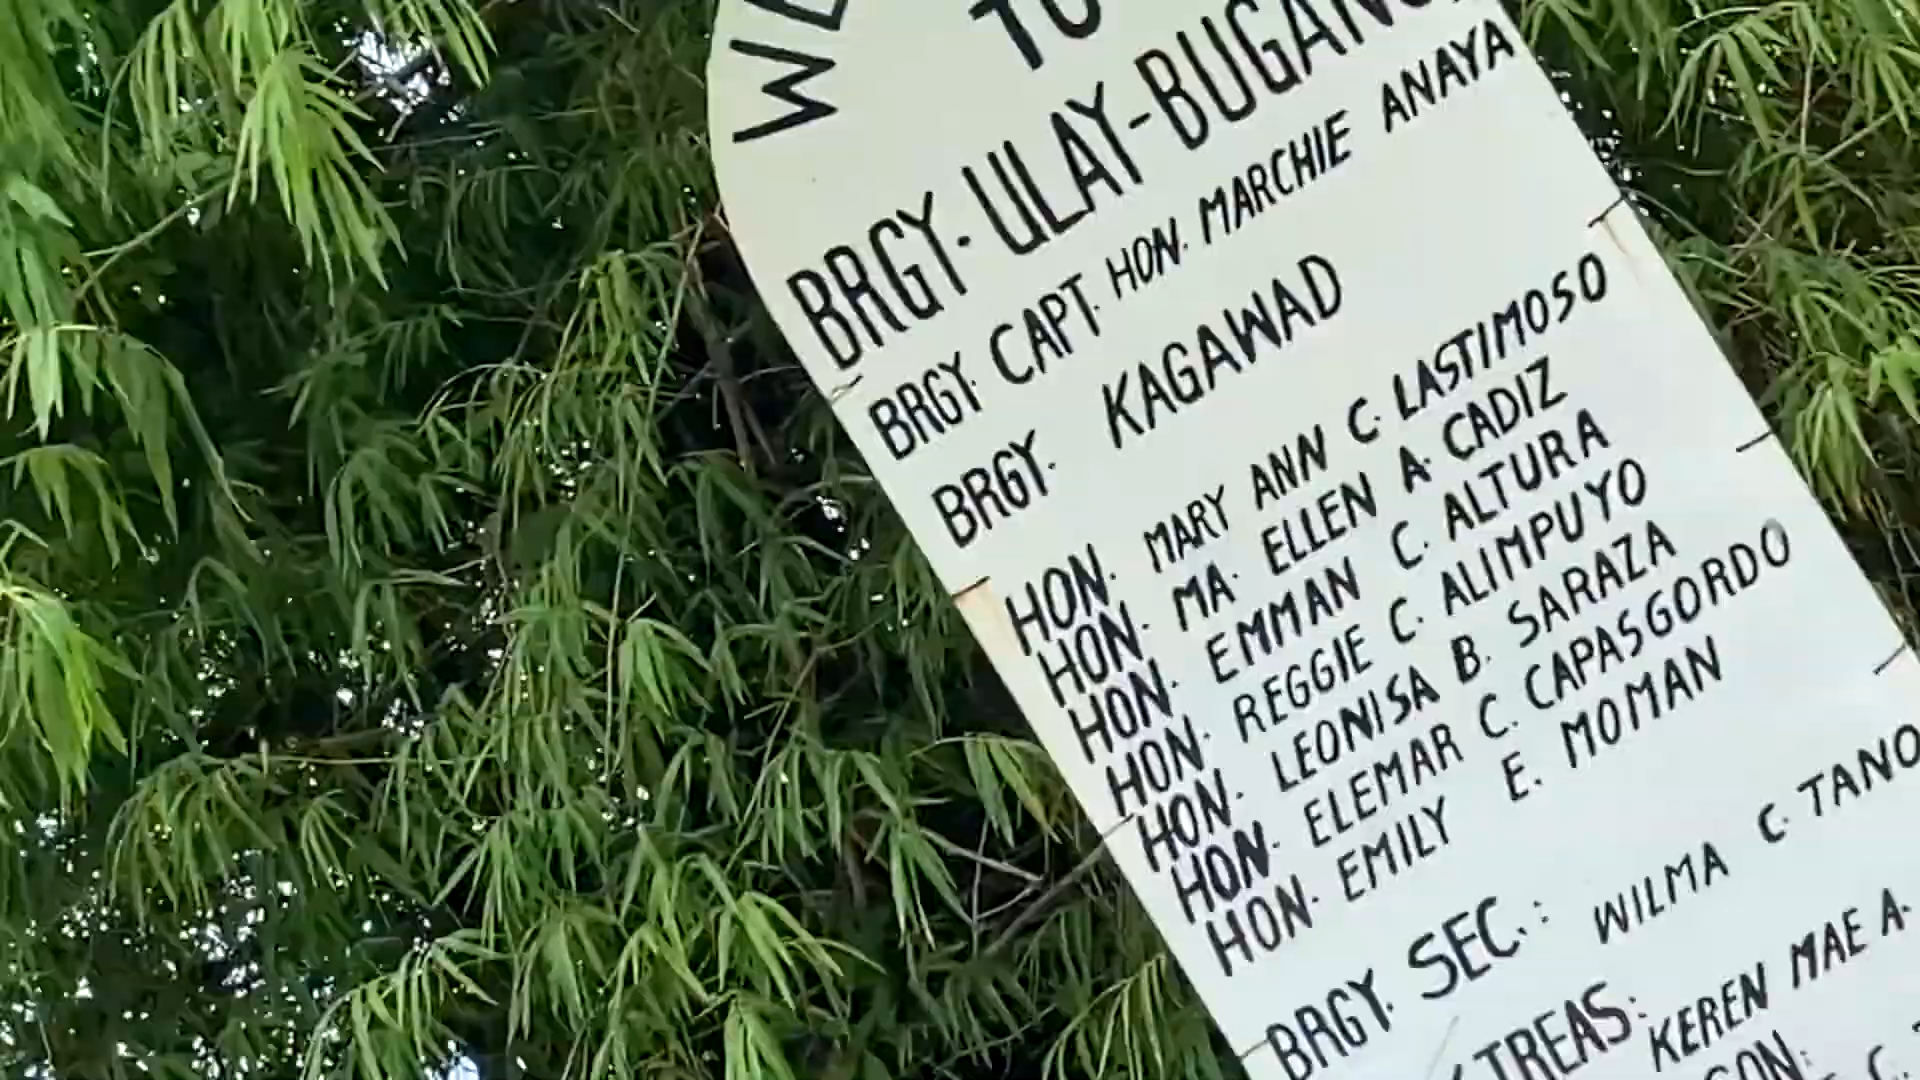 TO
BRGY. ULAY-BUGANG
BRGY. CAPT. HON. MARCHIE ANAYA
BRGY. KAGAWAD
HON. MARY ANN C. LASTIMOSO
HON. MA. ELLEN A. CADIZ
HON. EMMAN C. ALTURA
HON. REGGIE C. ALIMPUYO
HON. LEONISA B. SARAZA
HON. ELEMAR C. CAPASGORDO
HON. EMILY E. MOMAN
BRGY. SEC.: WILMA C. TANO
TREAS: KEREN MAE A.